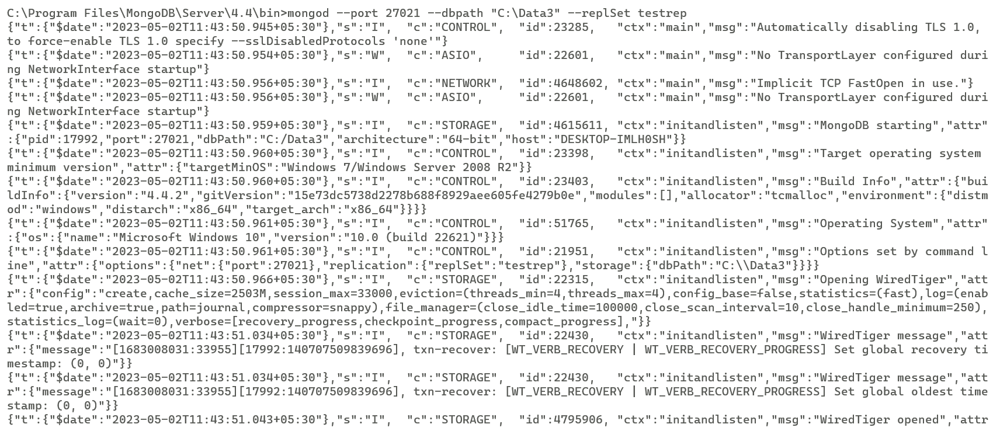 C:\Program Files\MongoDB\Server\4.4\bin>mongod --port 27021 --dbpath "C:\Data3" --replSet testrep
{"t":{"$date":"2023-05-02T11:43:50.945+05:30"},"s":"I",  "c":"CONTROL",  "id":23285,   "ctx":"main","msg":"Automatically disabling TLS 1.0,
to force-enable TLS 1.0 specify --sslDisabledProtocols 'none'"}
{"t":{"$date":"2023-05-02T11:43:50.954+05:30"},"s":"W",  "c":"ASIO",     "id":22601,   "ctx":"main","msg":"No TransportLayer configured duri
ng NetworkInterface startup"}
{"t":{"$date":"2023-05-02T11:43:50.956+05:30"},"s":"I",  "c":"NETWORK",  "id":4648602, "ctx":"main","msg":"Implicit TCP FastOpen in use."}
{"t":{"$date":"2023-05-02T11:43:50.956+05:30"},"s":"W",  "c":"ASIO",     "id":22601,   "ctx":"main","msg":"No TransportLayer configured duri
ng NetworkInterface startup"}
{"t":{"$date":"2023-05-02T11:43:50.959+05:30"},"s":"I",  "c":"STORAGE",  "id":4615611, "ctx":"initandlisten","msg":"MongoDB starting","attr"
:{"pid":17992,"port":27021,"dbPath":"C:/Data3","architecture":"64-bit","host":"DESKTOP-IMLH0SH"}}
{"t":{"$date":"2023-05-02T11:43:50.960+05:30"},"s":"I",  "c":"CONTROL",  "id":23398,   "ctx":"initandlisten","msg":"Target operating system
minimum version","attr":{"targetMinOS":"Windows 7/Windows Server 2008 R2"}}
{"t":{"$date":"2023-05-02T11:43:50.960+05:30"},"s":"I",  "c":"CONTROL",  "id":23403,   "ctx":"initandlisten","msg":"Build Info","attr":{"bui
ldInfo":{"version":"4.4.2","gitVersion":"15e73dc5738d2278b688f8929aee605fe4279b0e","modules":[],"allocator":"tcmalloc","environment":{"distm
od":"windows","distarch":"x86_64","target_arch":"x86_64"}}}}
{"t":{"$date":"2023-05-02T11:43:50.961+05:30"},"s":"I",  "c":"CONTROL",  "id":51765,   "ctx":"initandlisten","msg":"Operating System","attr"
:{"os":{"name":"Microsoft Windows 10","version":"10.0 (build 22621)"}}}
{"t":{"$date":"2023-05-02T11:43:50.961+05:30"},"s":"I",  "c":"CONTROL",  "id":21951,   "ctx":"initandlisten","msg":"Options set by command l
ine","attr":{"options":{"net":{"port":27021},"replication":{"replSet":"testrep"},"storage":{"dbPath":"C:\\Data3"}}}}
{"t":{"$date":"2023-05-02T11:43:50.966+05:30"},"s":"I",  "c":"STORAGE",  "id":22315,   "ctx":"initandlisten","msg":"Opening WiredTiger","att
r":{"config":"create,cache_size=2503M,session_max=33000,eviction=(threads_min=4,threads_max=4),config_base=false,statistics=(fast),log=(enab
led=true,archive=true,path=journal,compressor=snappy),file_manager=(close_idle_time=100000,close_scan_interval=10,close_handle_minimum=250),
statistics_log=(wait=0),verbose=[recovery_progress,checkpoint_progress,compact_progress],"}}
{"t":{"$date":"2023-05-02T11:43:51.034+05:30"},"s":"I",  "c":"STORAGE",  "id":22430,   "ctx":"initandlisten","msg":"WiredTiger message","att
r":{"message":"[1683008031:33955][17992:140707509839696], txn-recover: [WT_VERB_RECOVERY | WT_VERB_RECOVERY_PROGRESS] Set global recovery ti
mestamp: (0, 0)"}}
{"t":{"$date":"2023-05-02T11:43:51.034+05:30"},"s":"I",  "c":"STORAGE",  "id":22430,   "ctx":"initandlisten","msg":"WiredTiger message","att
r":{"message":"[1683008031:33955][17992:140707509839696], txn-recover: [WT_VERB_RECOVERY | WT_VERB_RECOVERY_PROGRESS] Set global oldest time
stamp: (0, 0)"}}
{"t":{"$date":"2023-05-02T11:43:51.043+05:30"},"s":"I",  "c":"STORAGE",  "id":4795906, "ctx":"initandlisten","msg":"WiredTiger opened","attr